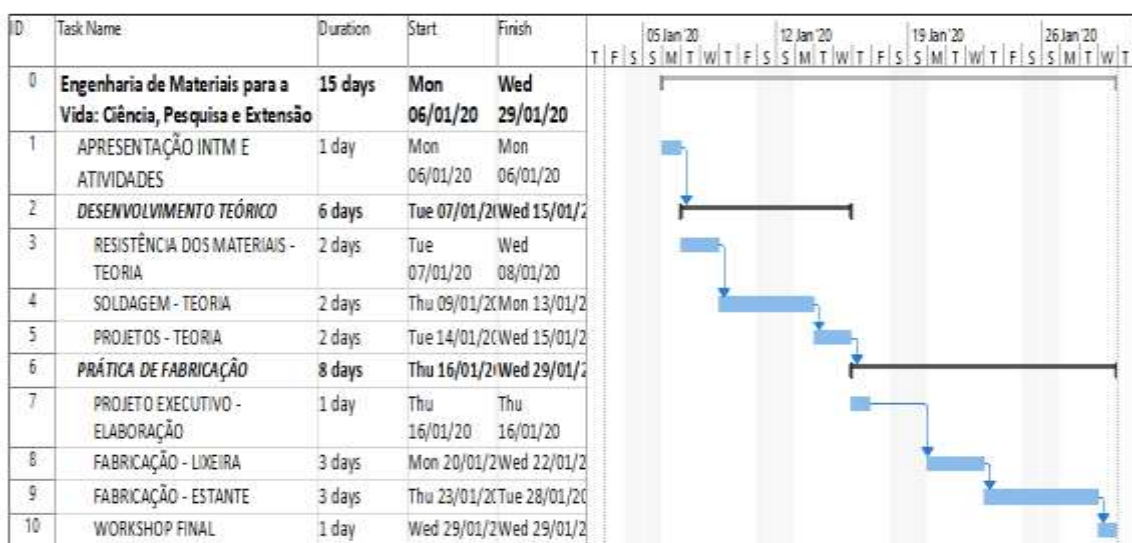 ID Task Name Duration Start Finish 05 Jan '20 12 Jan '20 19 Jan '20 26 Jan '20
T F S S M T W T F S S M T W T F S S M T W T F S S M T W T
0 Engenharia de Materiais para a 15 days Mon Wed
Vida: Ciência, Pesquisa e Extensão 06/01/20 29/01/20
1 APRESENTAÇÃO INTM E 1 day Mon Mon
ATIVIDADES 06/01/20 06/01/20
2 DESENVOLVIMENTO TEÓRICO 6 days Tue 07/01/2 Wed 15/01/2
3 RESISTÊNCIA DOS MATERIAIS - 2 days Tue Wed
TEORIA 07/01/20 08/01/20
4 SOLDAGEM - TEORIA 2 days Thu 09/01/2 Mon 13/01/2
5 PROJETOS - TEORIA 2 days Tue 14/01/2 Wed 15/01/2
6 PRÁTICA DE FABRICAÇÃO 8 days Thu 16/01/2 Wed 29/01/2
7 PROJETO EXECUTIVO - 1 day Thu Thu
ELABORAÇÃO 16/01/20 16/01/20
8 FABRICAÇÃO - LIXEIRA 3 days Mon 20/01/2 Wed 22/01/2
9 FABRICAÇÃO - ESTANTE 3 days Thu 23/01/2 Tue 28/01/20
10 WORKSHOP FINAL 1 day Wed 29/01/2 Wed 29/01/2